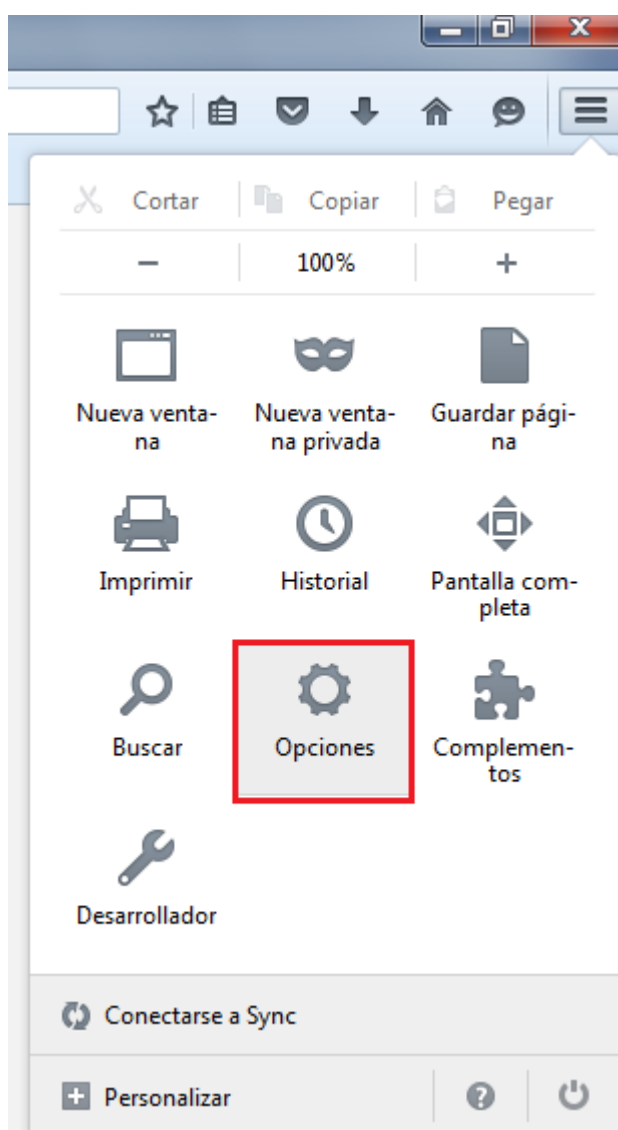 Cortar Copiar Pegar
− 100% +
Nueva venta- Nueva venta- Guardar pági-
na na privada na
Imprimir Historial Pantalla com-
pleta
Buscar Opciones Complemen-
tos
Desarrollador
Conectarse a Sync
Personalizar